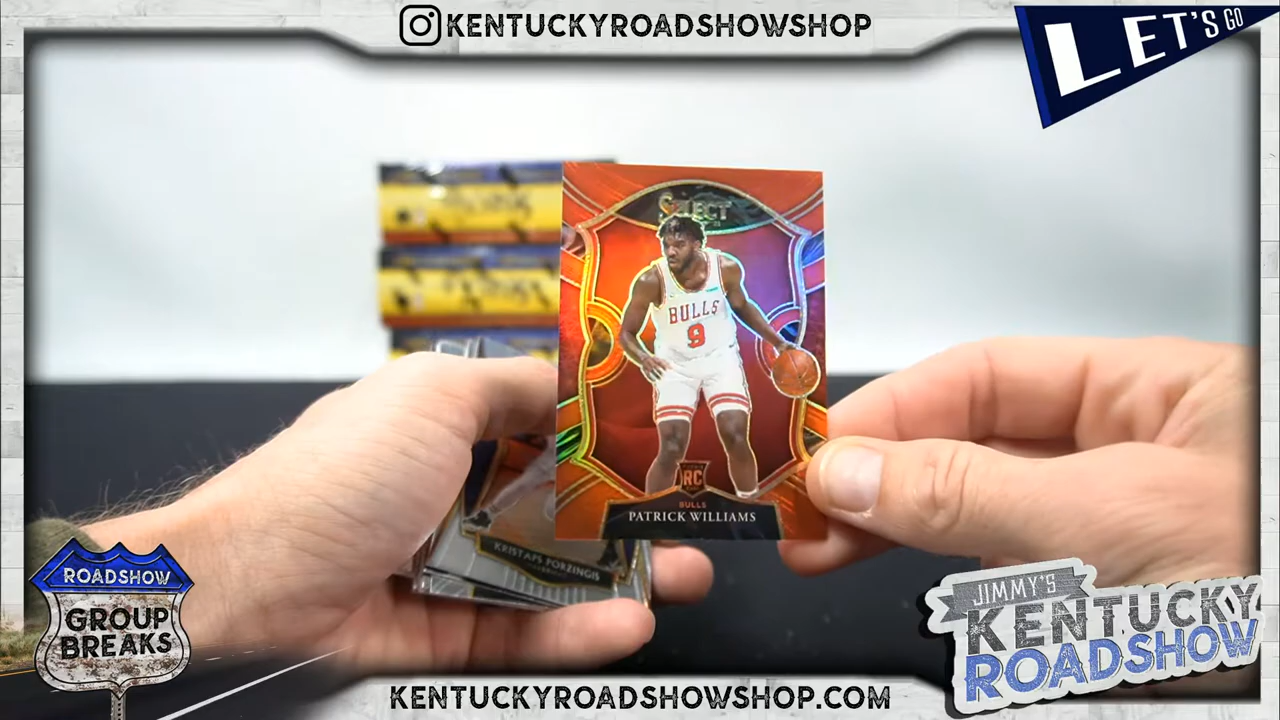 KENTUCKYROADSHOWSHOP
LET'S GO
SELECT
BULLS
9
RC
BULLS
PATRICK WILLIAMS
KRISTAPS PORZINGIS
ROADSHOW
GROUP
BREAKS
JIMMY'S
KENTUCKY
ROADSHOW
KENTUCKYROADSHOWSHOP.COM